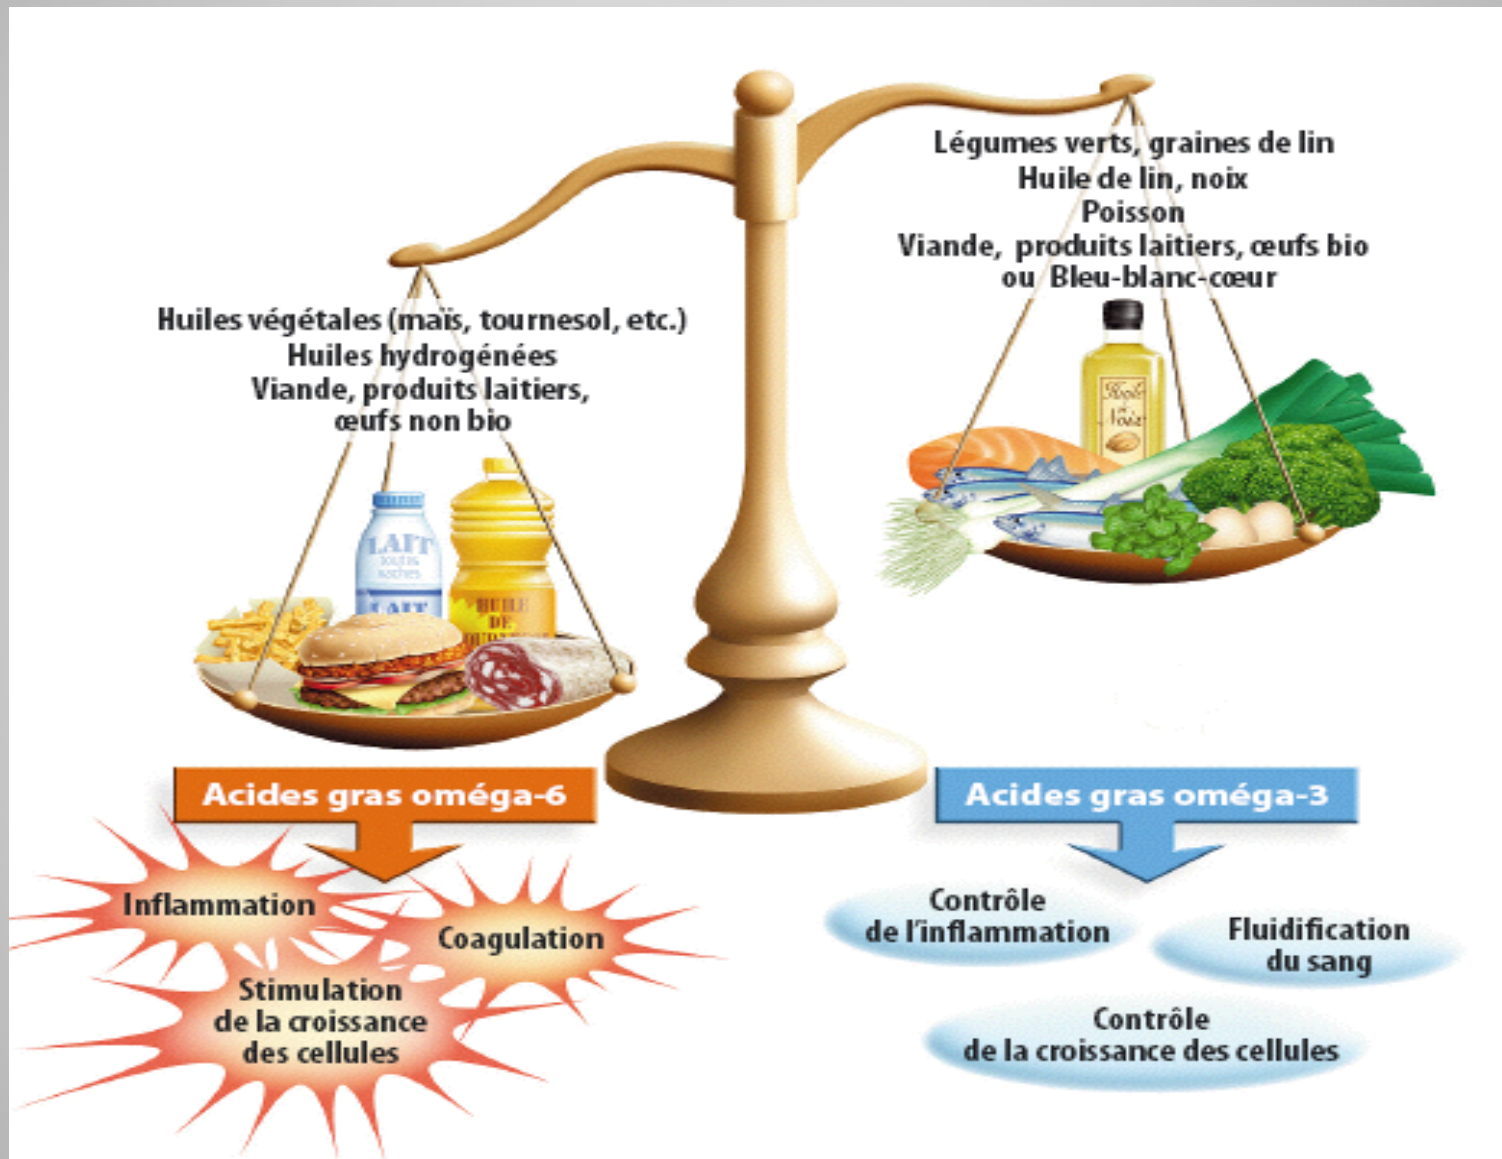 Légumes verts, graines de lin
Huile de lin, noix
Poisson
Viande, produits laitiers, œufs bio
ou Bleu-blanc-cœur
Huiles végétales (maïs, tournesol, etc.)
Huiles hydrogénées
Viande, produits laitiers,
œufs non bio
Noix
LAIT
LAIT
HUILE
DE
Acides gras oméga-6
Acides gras oméga-3
Inflammation
Coagulation
Stimulation
de la croissance
des cellules
Contrôle
de l'inflammation
Fluidification
du sang
Contrôle
de la croissance des cellules